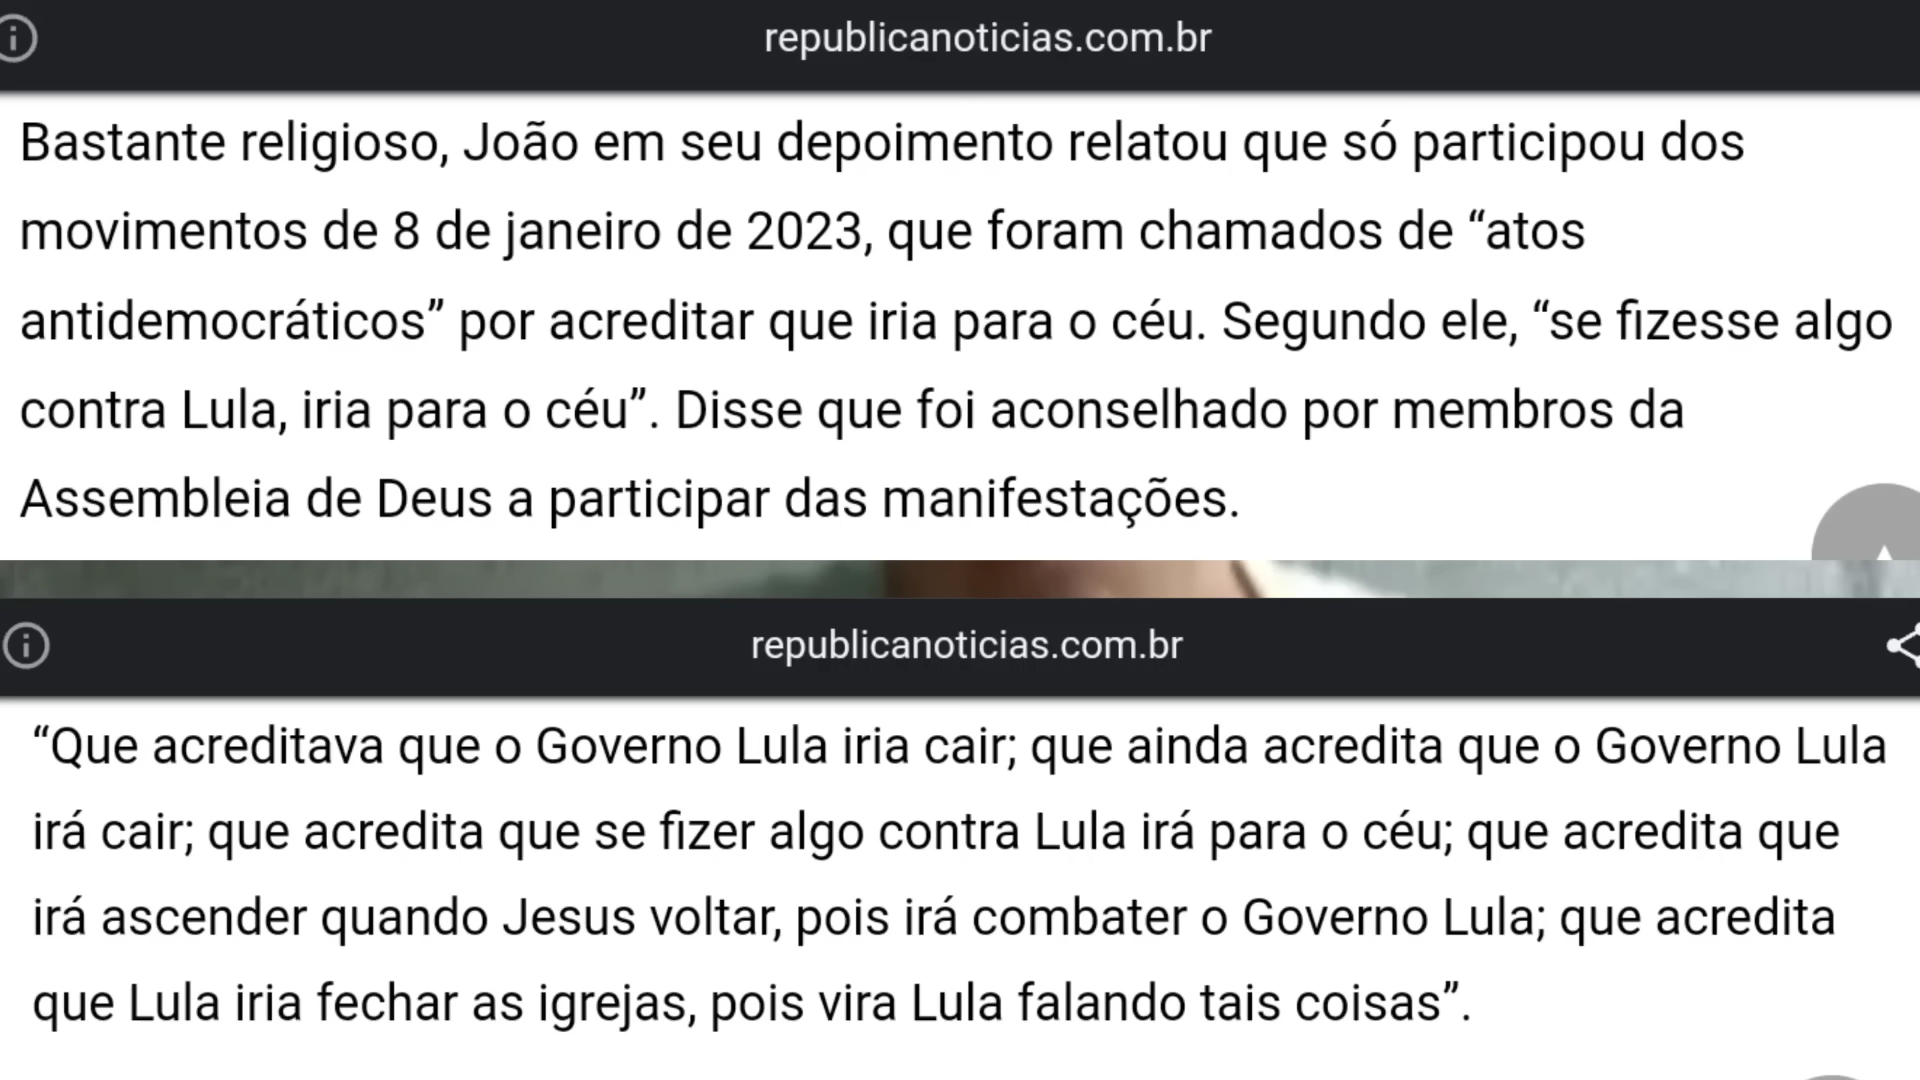 republicanoticias.com.br
Bastante religioso, João em seu depoimento relatou que só participou dos
movimentos de 8 de janeiro de 2023, que foram chamados de “atos
antidemocráticos” por acreditar que iria para o céu. Segundo ele, “se fizesse algo
contra Lula, iria para o céu”. Disse que foi aconselhado por membros da
Assembleia de Deus a participar das manifestações.
republicanoticias.com.br
“Que acreditava que o Governo Lula iria cair; que ainda acredita que o Governo Lula
irá cair; que acredita que se fizer algo contra Lula irá para o céu; que acredita que
irá ascender quando Jesus voltar, pois irá combater o Governo Lula; que acredita
que Lula iria fechar as igrejas, pois vira Lula falando tais coisas”.